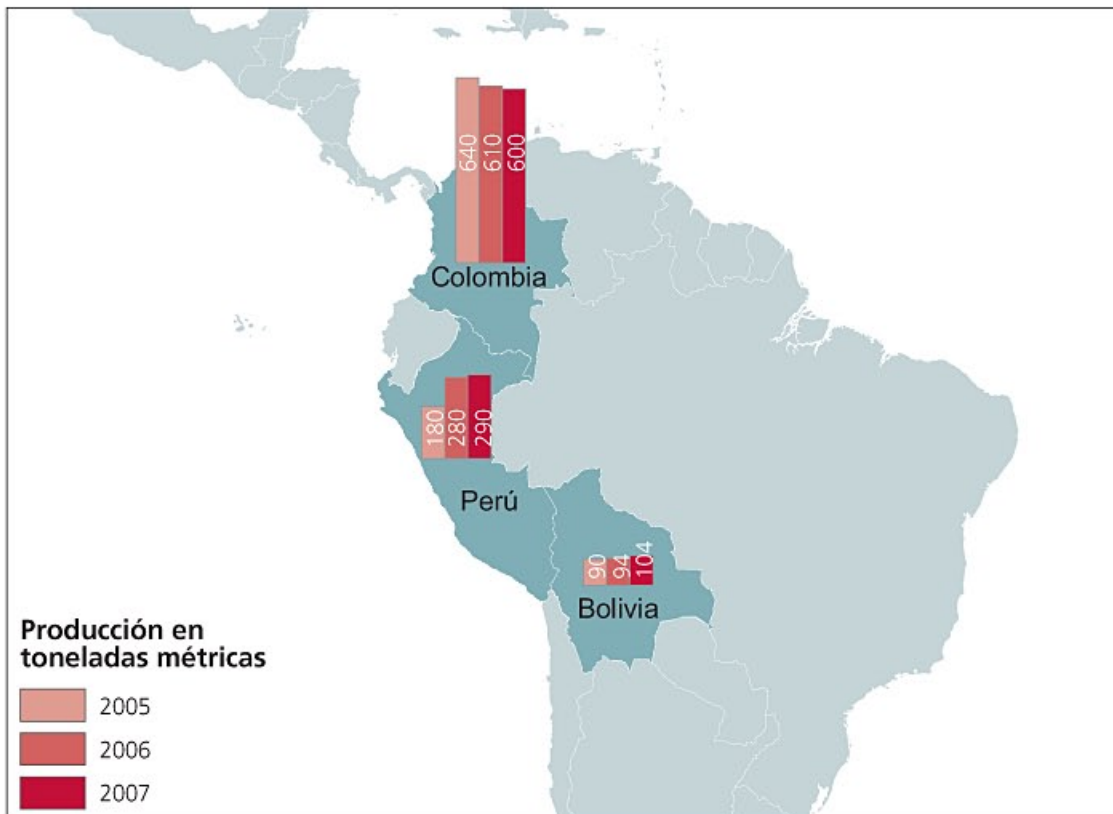 640
610
600
Colombia
180
280
290
Perú
90
94
104
Bolivia
Producción en
toneladas métricas
2005
2006
2007